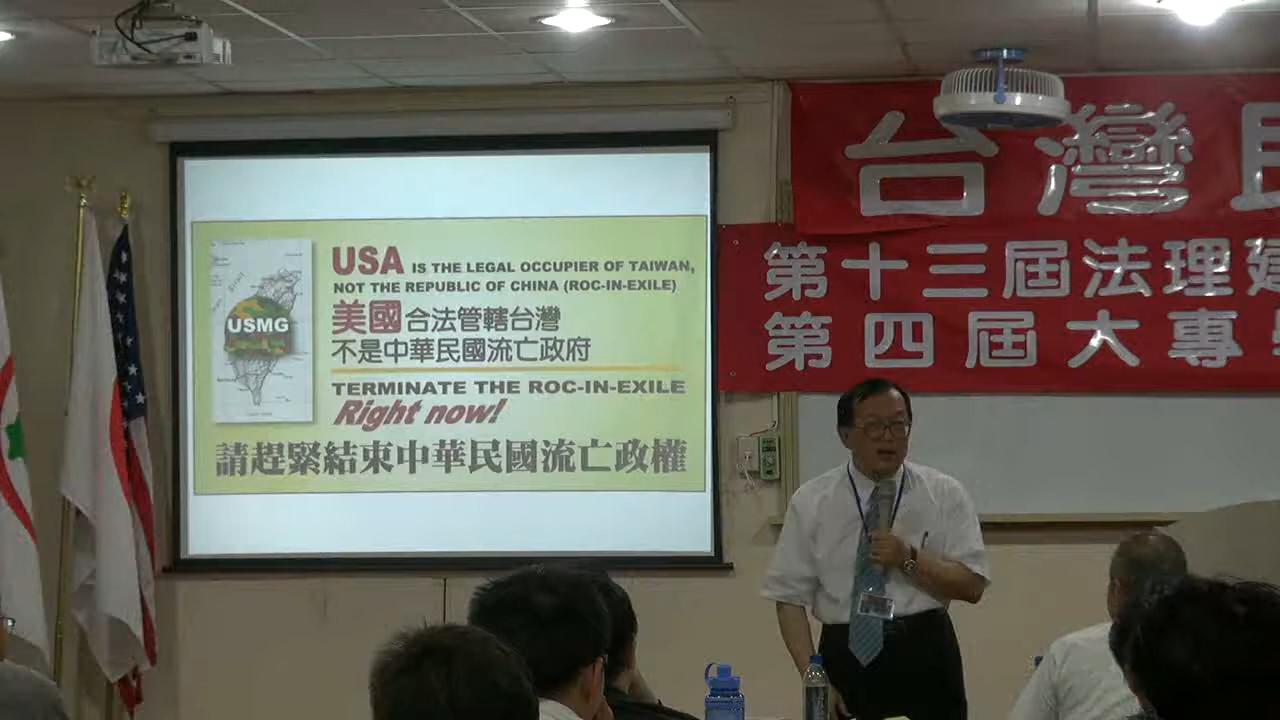 USA IS THE LEGAL OCCUPIER OF TAIWAN,
NOT THE REPUBLIC OF CHINA (ROC-IN-EXILE)
USMG
美國合法管轄台灣
不是中華民國流亡政府
TERMINATE THE ROC-IN-EXILE
Right now!
請趕緊結束中華民國流亡政權
台灣
第十三屆法理建
第四屆大專